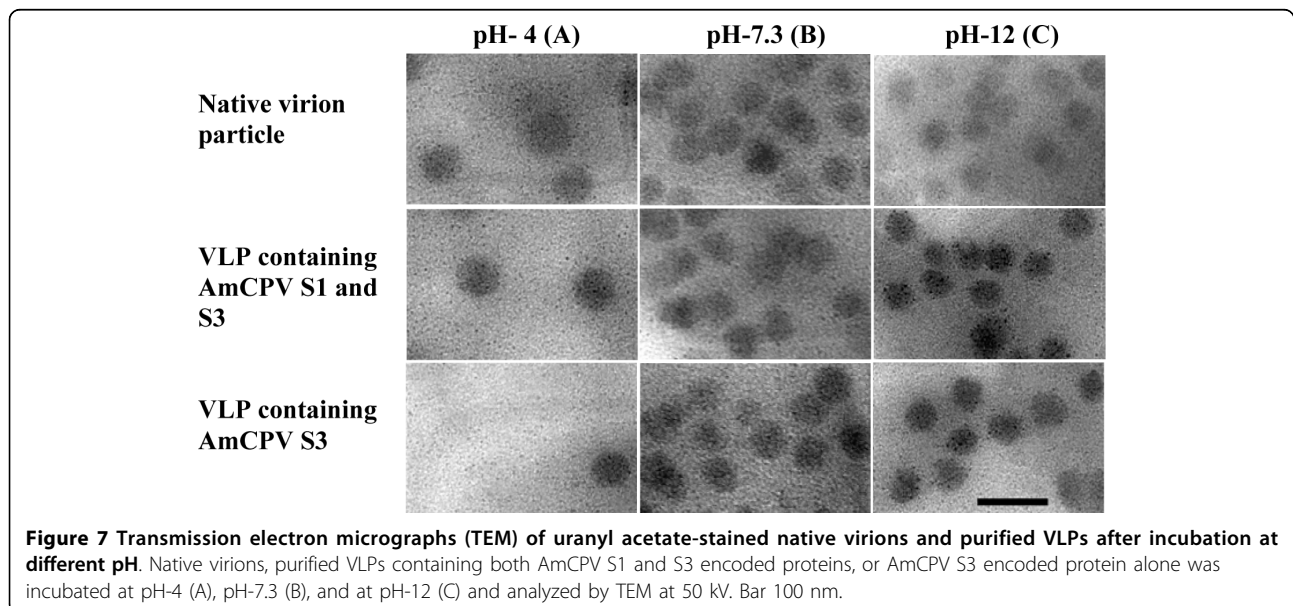 pH- 4 (A) pH-7.3 (B) pH-12 (C)
Native virion
particle
VLP containing
AmCPV S1 and
S3
VLP containing
AmCPV S3
Figure 7 Transmission electron micrographs (TEM) of uranyl acetate-stained native virions and purified VLPs after incubation at
different pH. Native virions, purified VLPs containing both AmCPV S1 and S3 encoded proteins, or AmCPV S3 encoded protein alone was
incubated at pH-4 (A), pH-7.3 (B), and at pH-12 (C) and analyzed by TEM at 50 kV. Bar 100 nm.